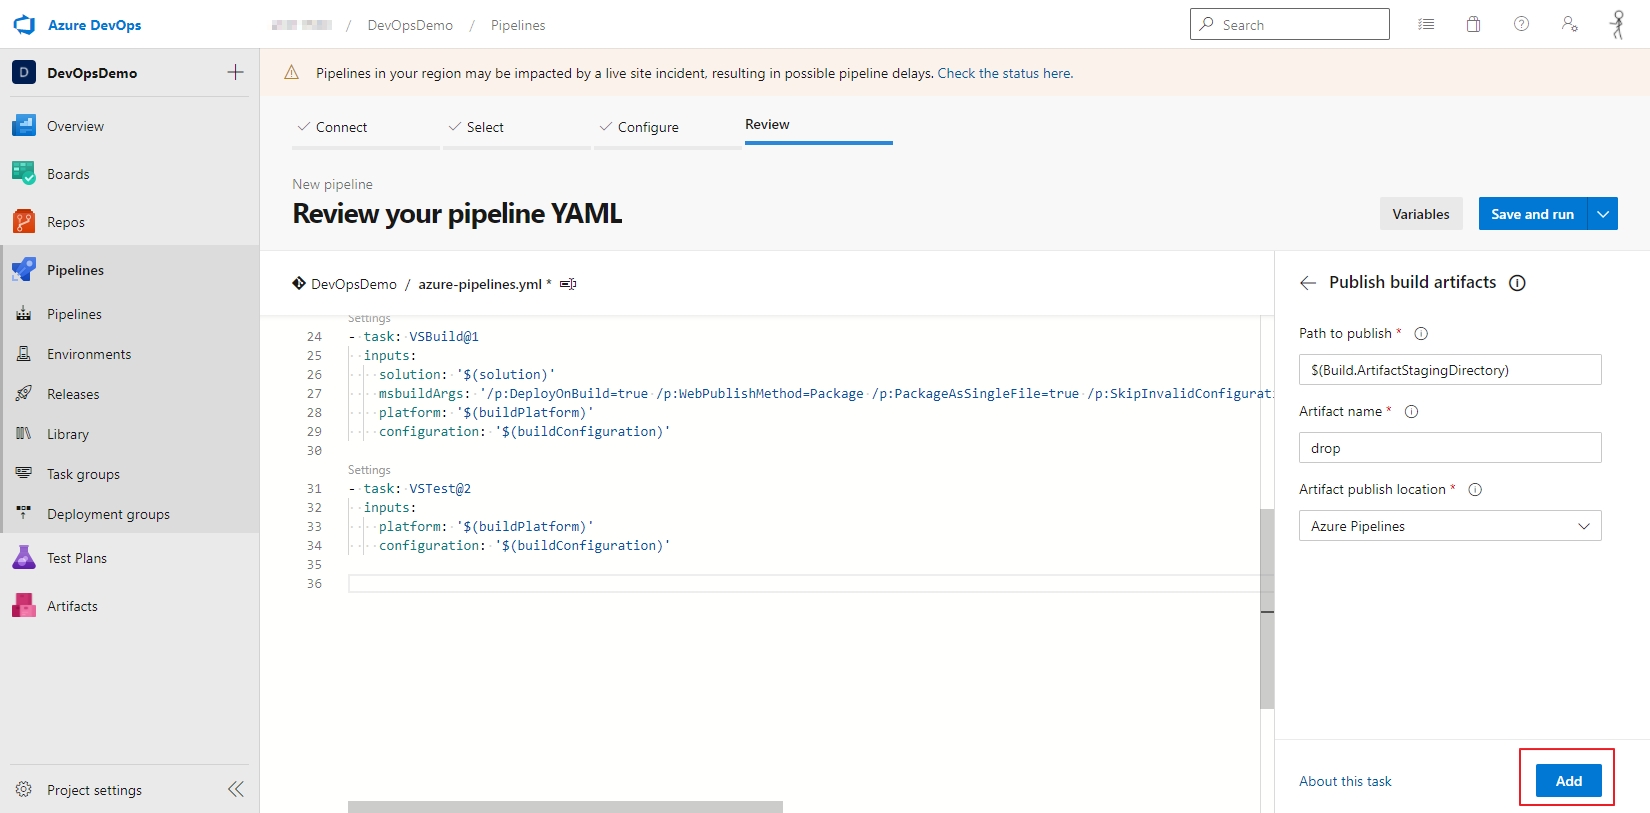 Azure DevOps
/ DevOpsDemo / Pipelines
Search
D DevOpsDemo
Overview
Boards
Repos
Pipelines
Pipelines
Environments
Releases
Library
Task groups
Deployment groups
Test Plans
Artifacts
Project settings
Pipelines in your region may be impacted by a live site incident, resulting in possible pipeline delays. Check the status here.
Connect
Select
Configure
Review
New pipeline
Review your pipeline YAML
Variables
Save and run
DevOpsDemo / azure-pipelines.yml *
Settings
24 - task: VSBuild@1
25 inputs:
26 solution: '$(solution)'
27 msbuildArgs: '/p:DeployOnBuild=true /p:WebPublishMethod=Package /p:PackageAsSingleFile=true /p:SkipInvalidConfigurati
28 platform: '$(buildPlatform)'
29 configuration: '$(buildConfiguration)'
30
Settings
31 - task: VSTest@2
32 inputs:
33 platform: '$(buildPlatform)'
34 configuration: '$(buildConfiguration)'
35
36
Publish build artifacts
Path to publish *
$(Build.ArtifactStagingDirectory)
Artifact name *
drop
Artifact publish location *
Azure Pipelines
About this task
Add